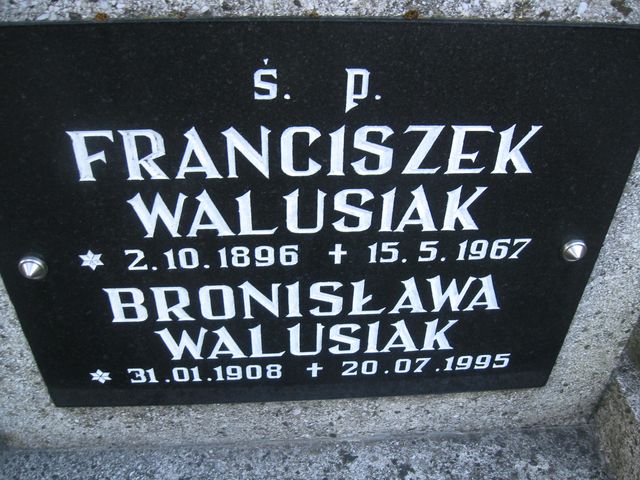 ś. p.
FRANCISZEK
WALUSIAK
* 2.10.1896 + 15.5.1967
BRONISŁAWA
WALUSIAK
* 31.01.1908 + 20.07.1995